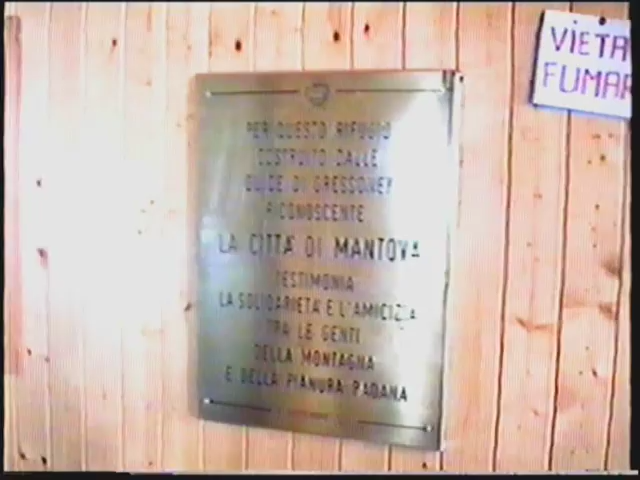 PER QUESTO RIFUGIO
COSTRUITO DALLE
GUIDE DI GRESSONEY
RICONOSCENTE
LA CITTA' DI MANTOVA
TESTIMONIA
LA SOLIDARIETA' E L'AMICIZIA
TRA LE GENTI
DELLA MONTAGNA
E DELLA PIANURA PADANA
VIETA
FUMAR